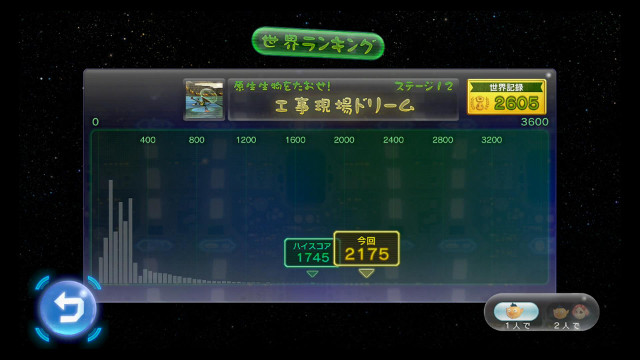 世界ランキング
原生生物をたおせ! ステージ12
工事現場ドリーム
世界記録
2605
0 3600
400 800 1200 1600 2000 2400 2800 3200
ハイスコア
1745
今回
2175
1人で 2人で